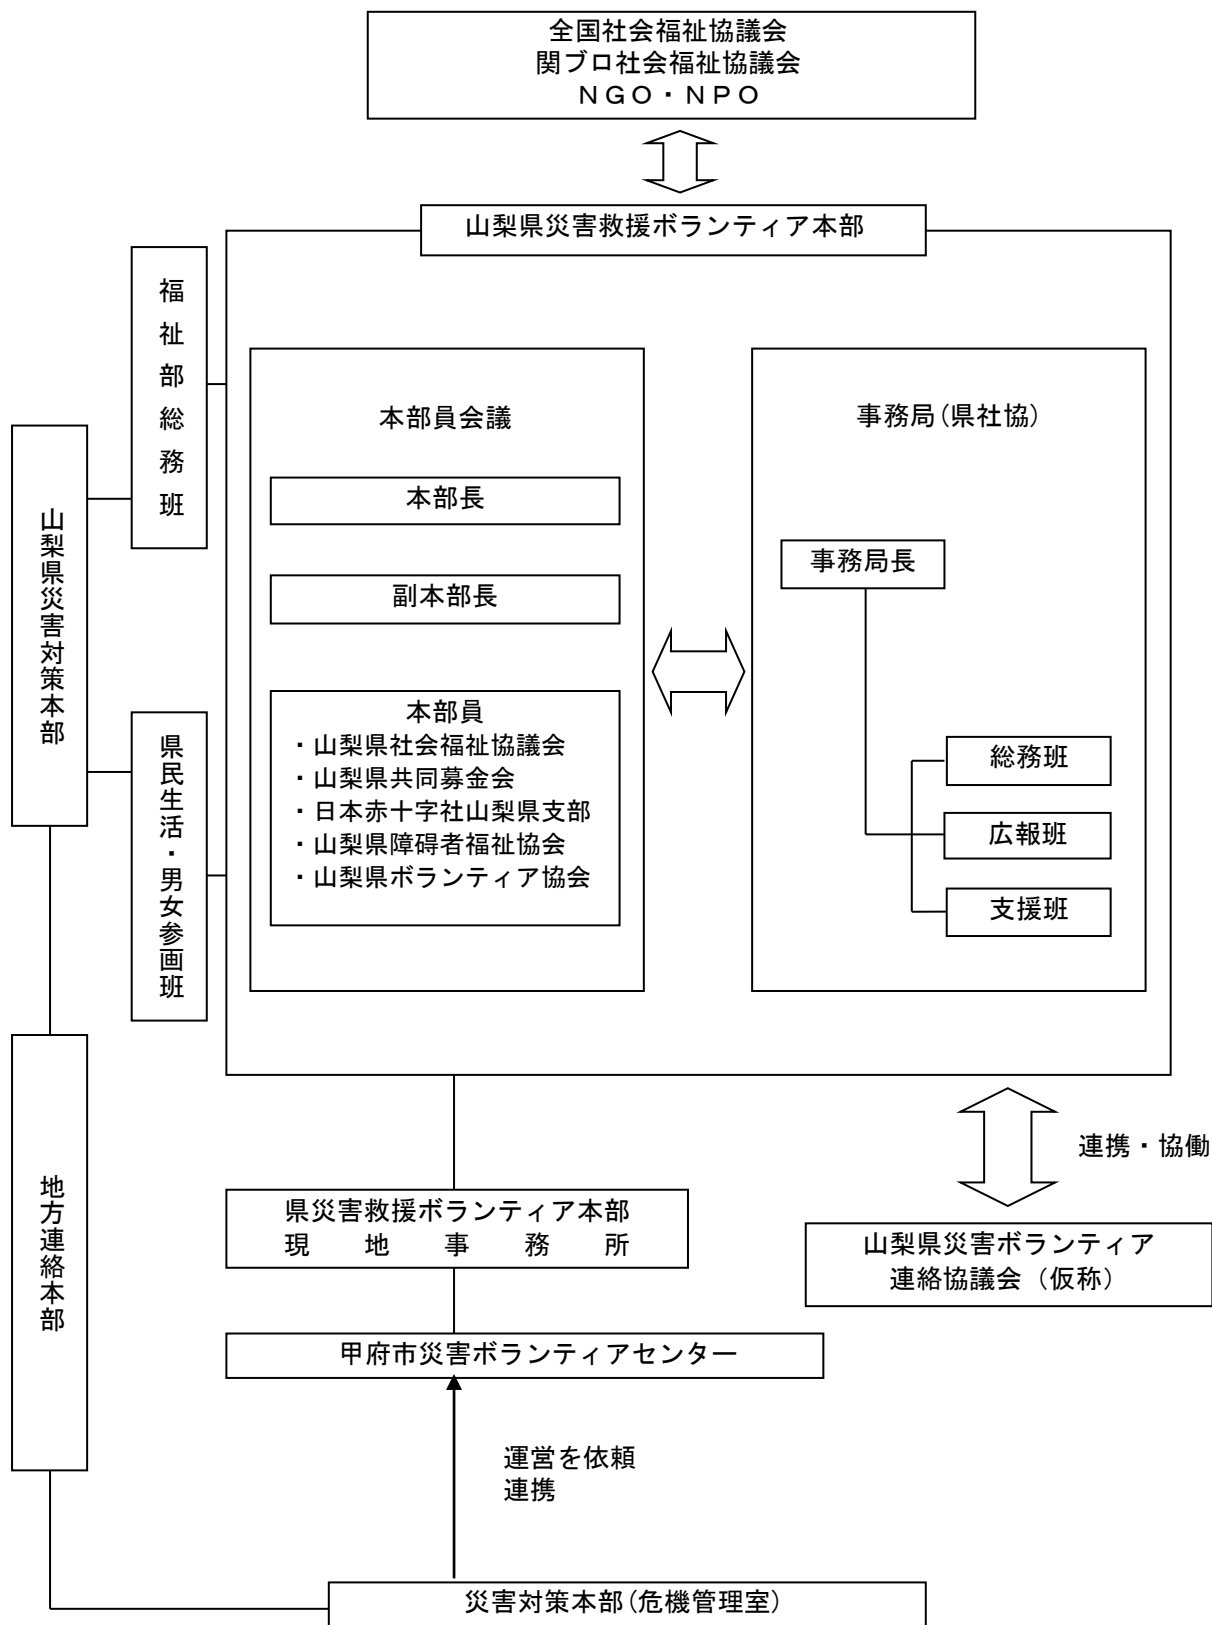 全国社会福祉協議会
関ブロ社会福祉協議会
ＮＧＯ・ＮＰＯ
山梨県災害救援ボランティア本部
福祉部総務班
本部員会議
事務局(県社協)
本部長
山梨県災害対策本部
事務局長
副本部長
本部員
・山梨県社会福祉協議会
・山梨県共同募金会
・日本赤十字社山梨県支部
・山梨県障碍者福祉協会
・山梨県ボランティア協会
県民生活・男女参画班
総務班
広報班
支援班
連携・協働
地方連絡本部
県災害救援ボランティア本部
現地事務所
山梨県災害ボランティア
連絡協議会（仮称）
甲府市災害ボランティアセンター
運営を依頼
連携
災害対策本部(危機管理室)